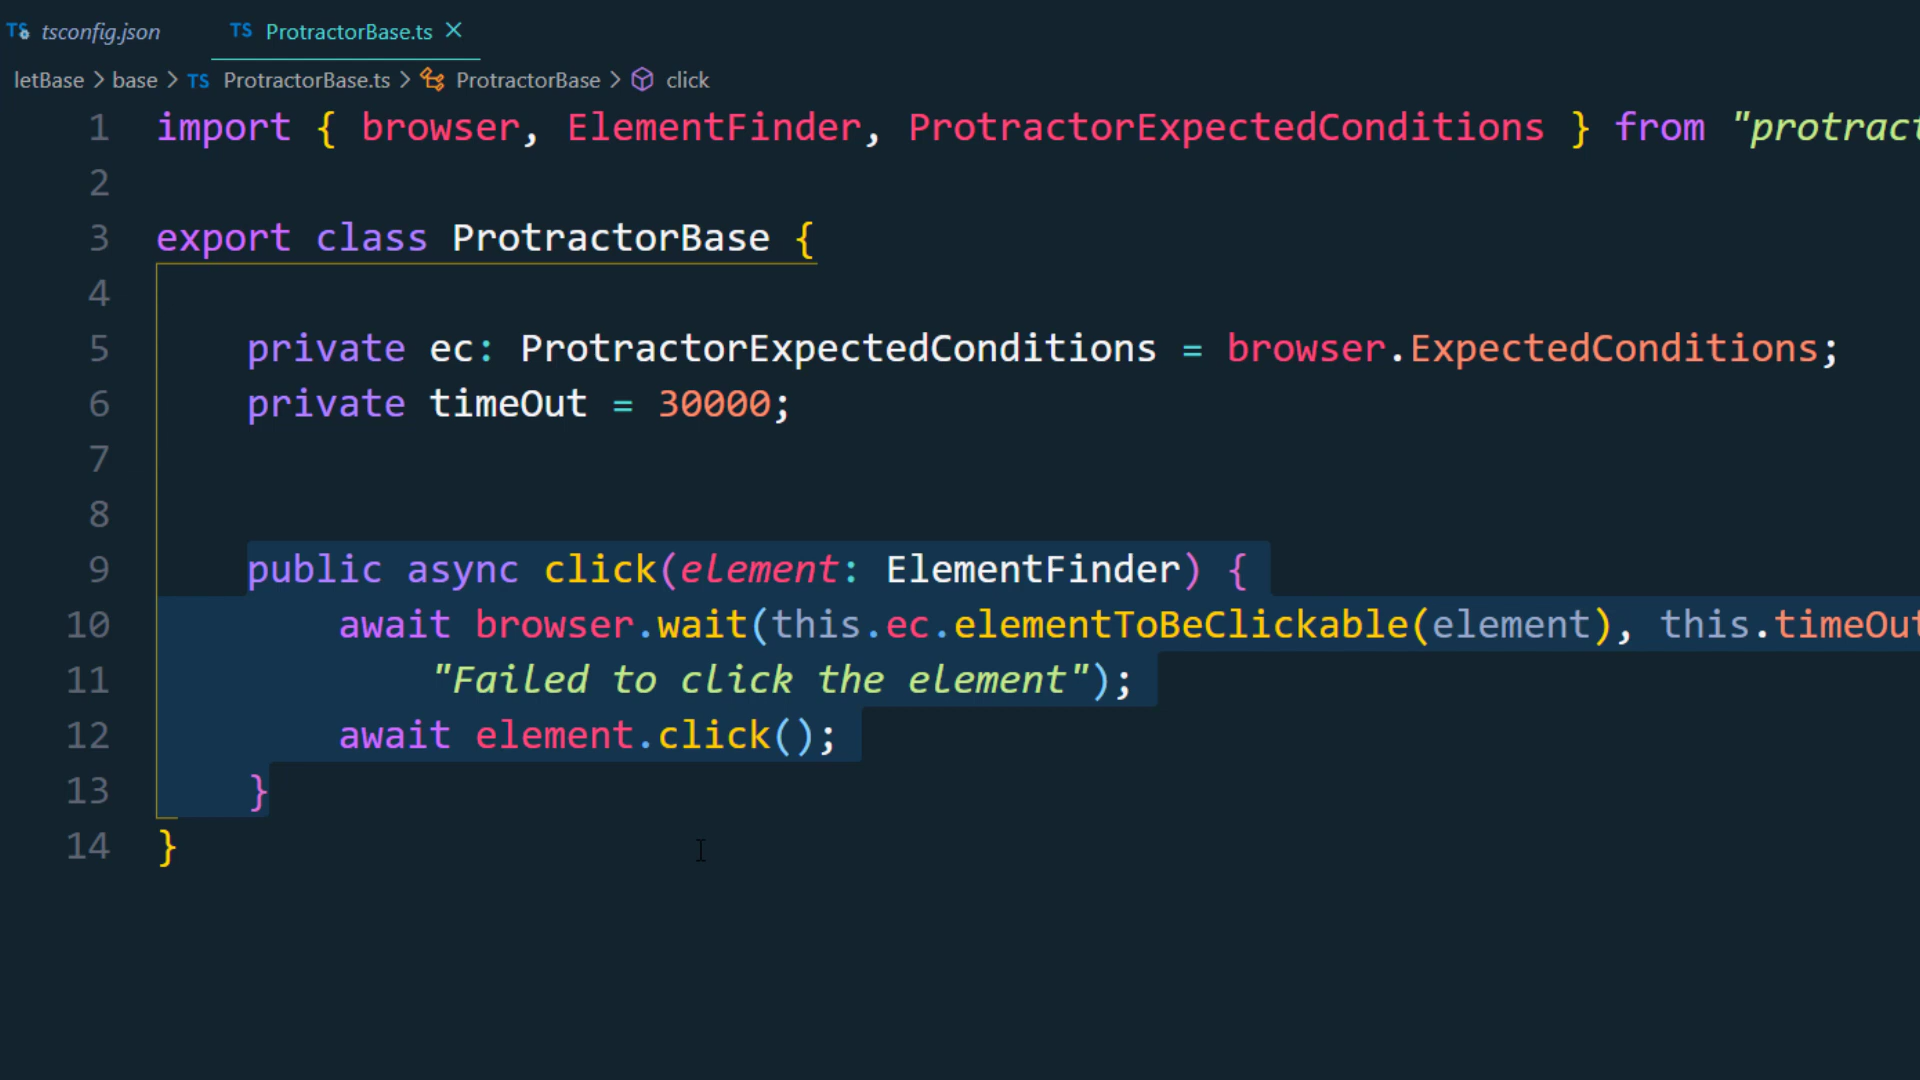 tsconfig.json
TS ProtractorBase.ts
letBase > base > TS ProtractorBase.ts > ProtractorBase > click
1 import { browser, ElementFinder, ProtractorExpectedConditions } from "protract
2
3 export class ProtractorBase {
4
5 private ec: ProtractorExpectedConditions = browser.ExpectedConditions;
6 private timeOut = 30000;
7
8
9 public async click(element: ElementFinder) {
10 await browser.wait(this.ec.elementToBeClickable(element), this.timeOut
11 "Failed to click the element");
12 await element.click();
13 }
14 }